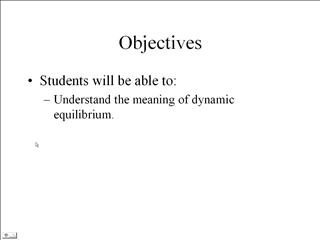 Objectives
• Students will be able to:
– Understand the meaning of dynamic
equilibrium.